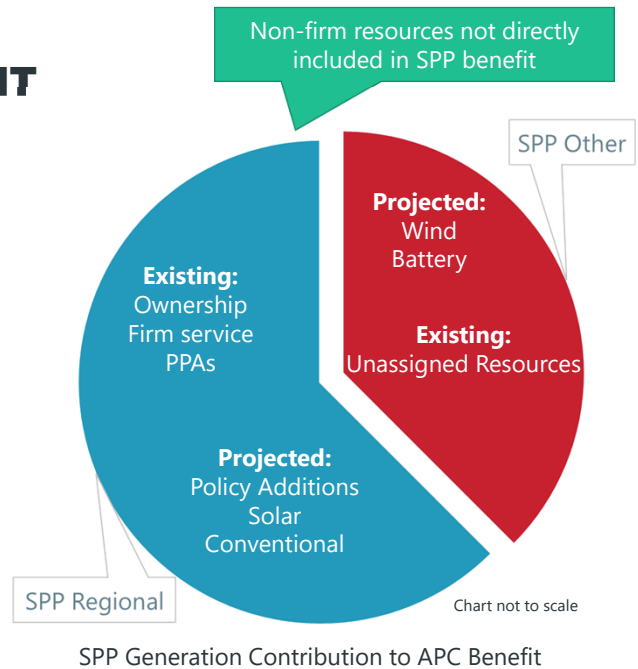 Non-firm resources not directly
included in SPP benefit
SPP Other
Projected:
Wind
Battery
Existing:
Unassigned Resources
Existing:
Ownership
Firm service
PPAs
Projected:
Policy Additions
Solar
Conventional
SPP Regional
Chart not to scale
SPP Generation Contribution to APC Benefit